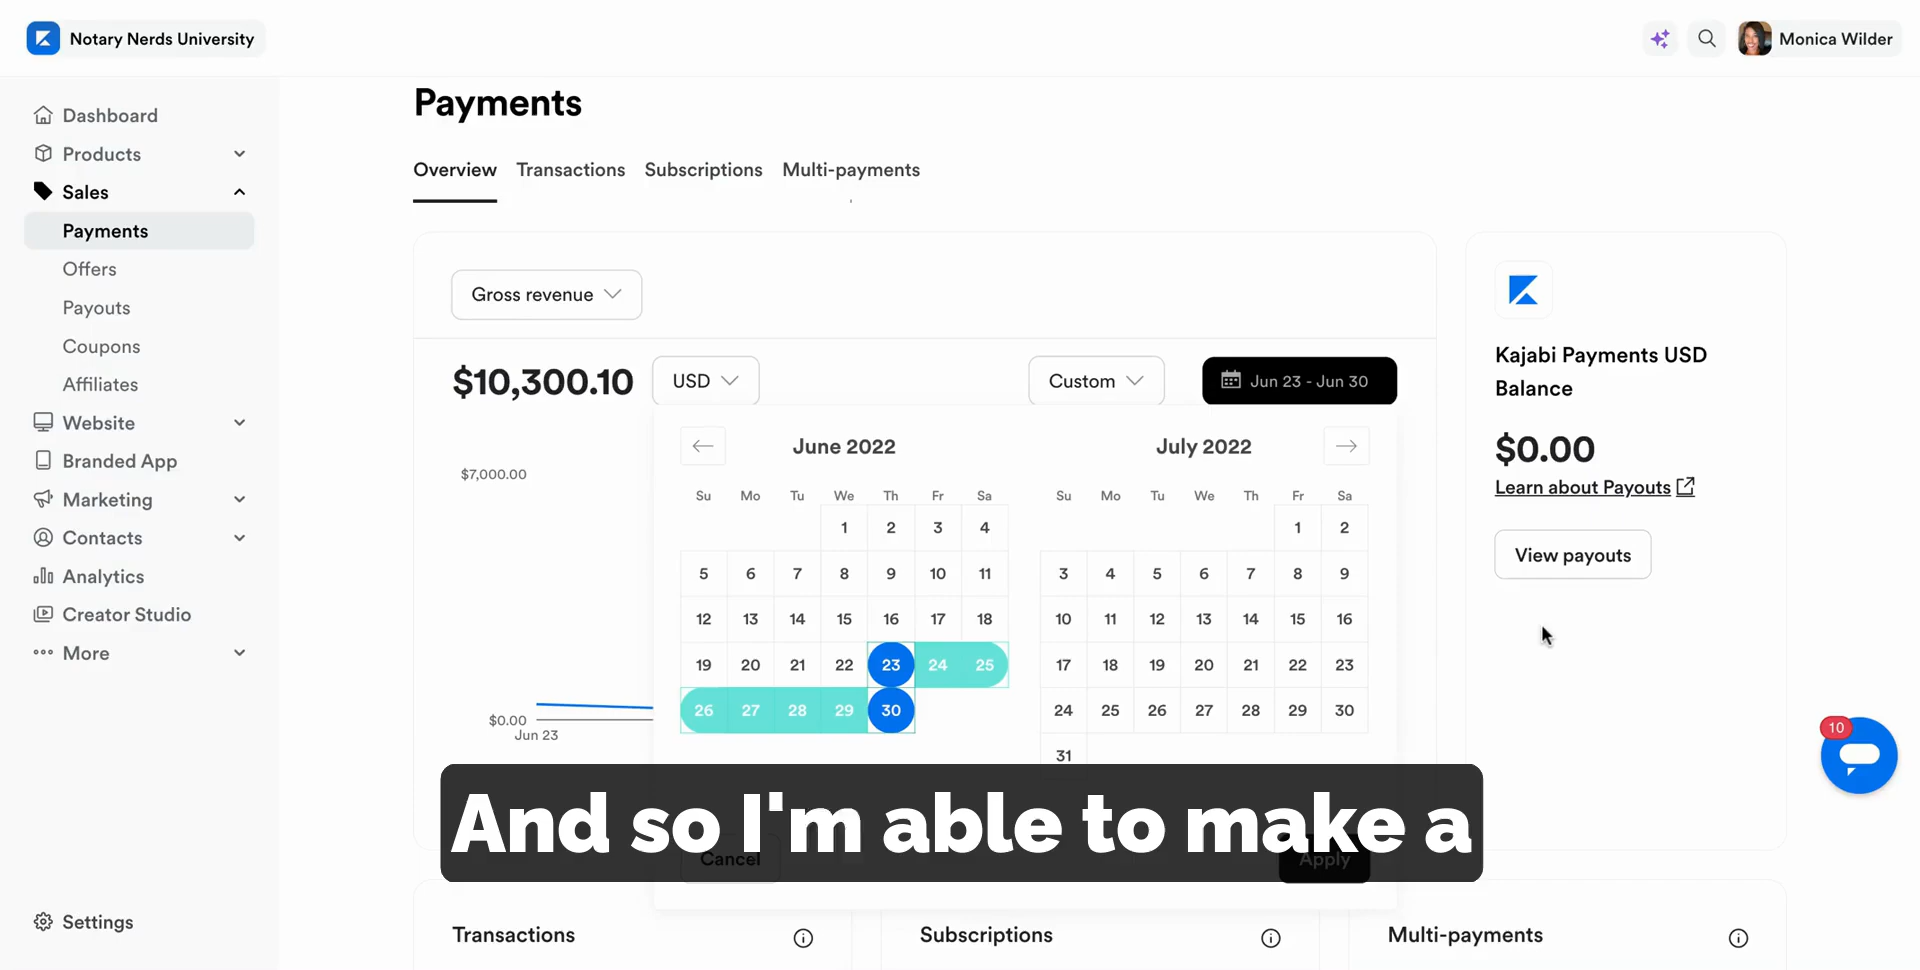 Notary Nerds University
Monica Wilder
Dashboard
Products
Sales
Payments
Offers
Payouts
Coupons
Affiliates
Website
Branded App
Marketing
Contacts
Analytics
Creator Studio
More
Settings
Payments
Overview Transactions Subscriptions Multi-payments
Gross revenue
$10,300.10 USD Custom Jun 23 - Jun 30
$7,000.00
$0.00
Jun 23
June 2022
Su Mo Tu We Th Fr Sa
1 2 3 4
5 6 7 8 9 10 11
12 13 14 15 16 17 18
19 20 21 22 23 24 25
26 27 28 29 30
July 2022
Su Mo Tu We Th Fr Sa
1 2
3 4 5 6 7 8 9
10 11 12 13 14 15 16
17 18 19 20 21 22 23
24 25 26 27 28 29 30
31
And so I'm able to make a
Cancel Apply
Kajabi Payments USD
Balance
$0.00
Learn about Payouts
View payouts
10
Transactions
Subscriptions
Multi-payments